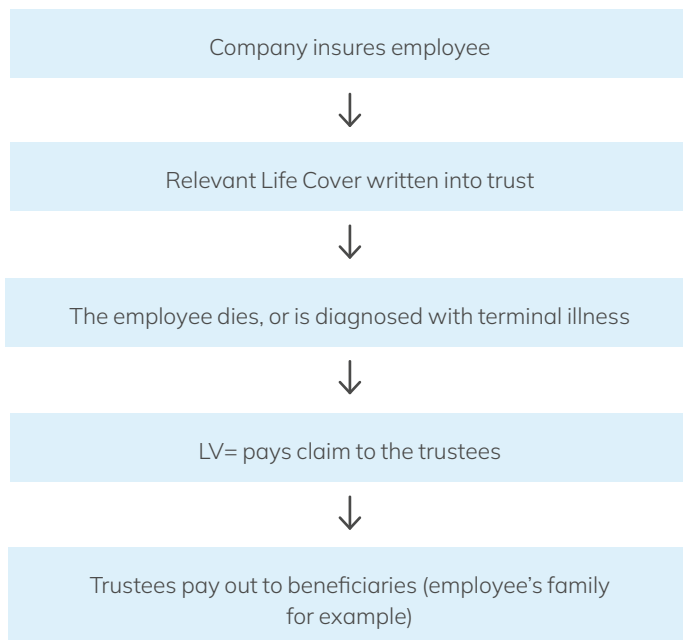 Company insures employee
Relevant Life Cover written into trust
The employee dies, or is diagnosed with terminal illness
LV= pays claim to the trustees
Trustees pay out to beneficiaries (employee's family
for example)